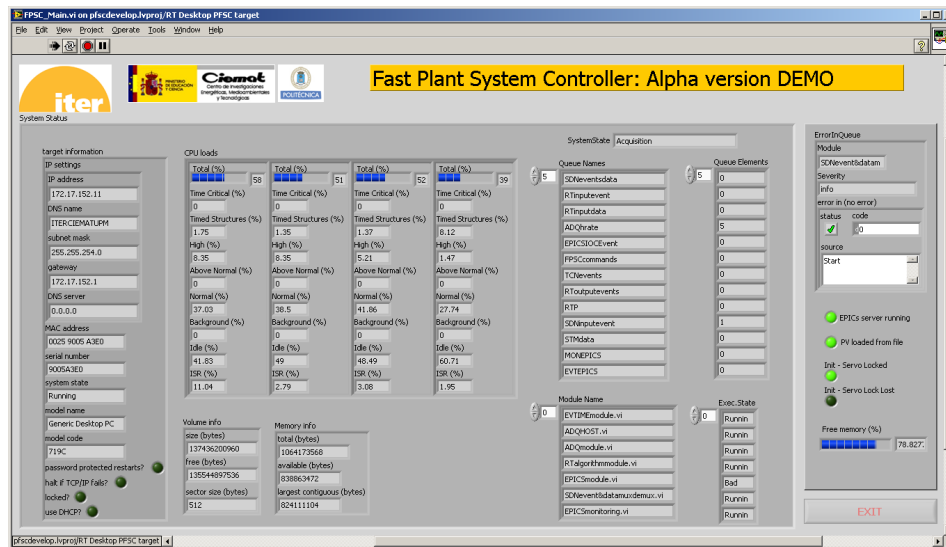 FPSC_Main.vi on pfscdevelop.lvproj/RT Desktop PFSC target
File Edit View Project Operate Tools Window Help
iter
MINISTERIO DE EDUCACIÓN Y CIENCIA
Ciemat
Centro de Investigaciones
Energéticas, Medioambientales
y Tecnológicas
POLITÉCNICA
Fast Plant System Controller: Alpha version DEMO
System Status
target information
IP settings
IP address
172.17.152.11
DNS name
ITERCIEMATUPM
subnet mask
255.255.254.0
gateway
172.17.152.1
DNS server
0.0.0.0
MAC address
0025 9005 A3E0
serial number
9005A3E0
system state
Running
model name
Generic Desktop PC
model code
719C
password protected restarts?
halt if TCP/IP fails?
locked?
use DHCP?
CPU loads
Total (%) Total (%) Total (%) Total (%)
58 51 52 39
Time Critical (%) Time Critical (%) Time Critical (%) Time Critical (%)
0 0 0 0
Timed Structures (%) Timed Structures (%) Timed Structures (%) Timed Structures (%)
1.75 1.35 1.37 8.12
High (%) High (%) High (%) High (%)
8.35 8.35 5.21 1.47
Above Normal (%) Above Normal (%) Above Normal (%) Above Normal (%)
0 0 0 0
Normal (%) Normal (%) Normal (%) Normal (%)
37.03 38.5 41.86 27.74
Background (%) Background (%) Background (%) Background (%)
0 0 0 0
Idle (%) Idle (%) Idle (%) Idle (%)
41.83 49 48.49 60.71
ISR (%) ISR (%) ISR (%) ISR (%)
11.04 2.79 3.08 1.95
Volume info
size (bytes)
137436200960
free (bytes)
135544897536
sector size (bytes)
512
Memory info
total (bytes)
1064173568
available (bytes)
838863472
largest contiguous (bytes)
824111104
SystemState Acquisition
Queue Names Queue Elements
5 SDNeventsdata 5 0
RTinputevent 0
RTinputdata 0
ADQhrate 5
EPICSIOCEvent 0
FPSCcommands 0
TCNevents 0
RToutputevents 0
RTP 0
SDNinputevent 1
STMdata 0
MONEPICS 0
EVTEPICS 0
Module Name Exec.State
0 EVTIMEmodule.vi 0 Runnin
ADQHOST.vi Runnin
ADQmodule.vi Runnin
RTalgorithmmodule.vi Runnin
EPICSmodule.vi Bad
SDNevent&datamuxdemux.vi Runnin
EPICSmonitoring.vi Runnin
ErrorInQueue
Module
SDNevent&datam
Severity
info
error in (no error)
status code
0
source
Start
EPICs server running
PV loaded from file
Init - Servo Locked
Init - Servo Lock Lost
Free memory (%)
78.827
EXIT
pfscdevelop.lvproj/RT Desktop PFSC target